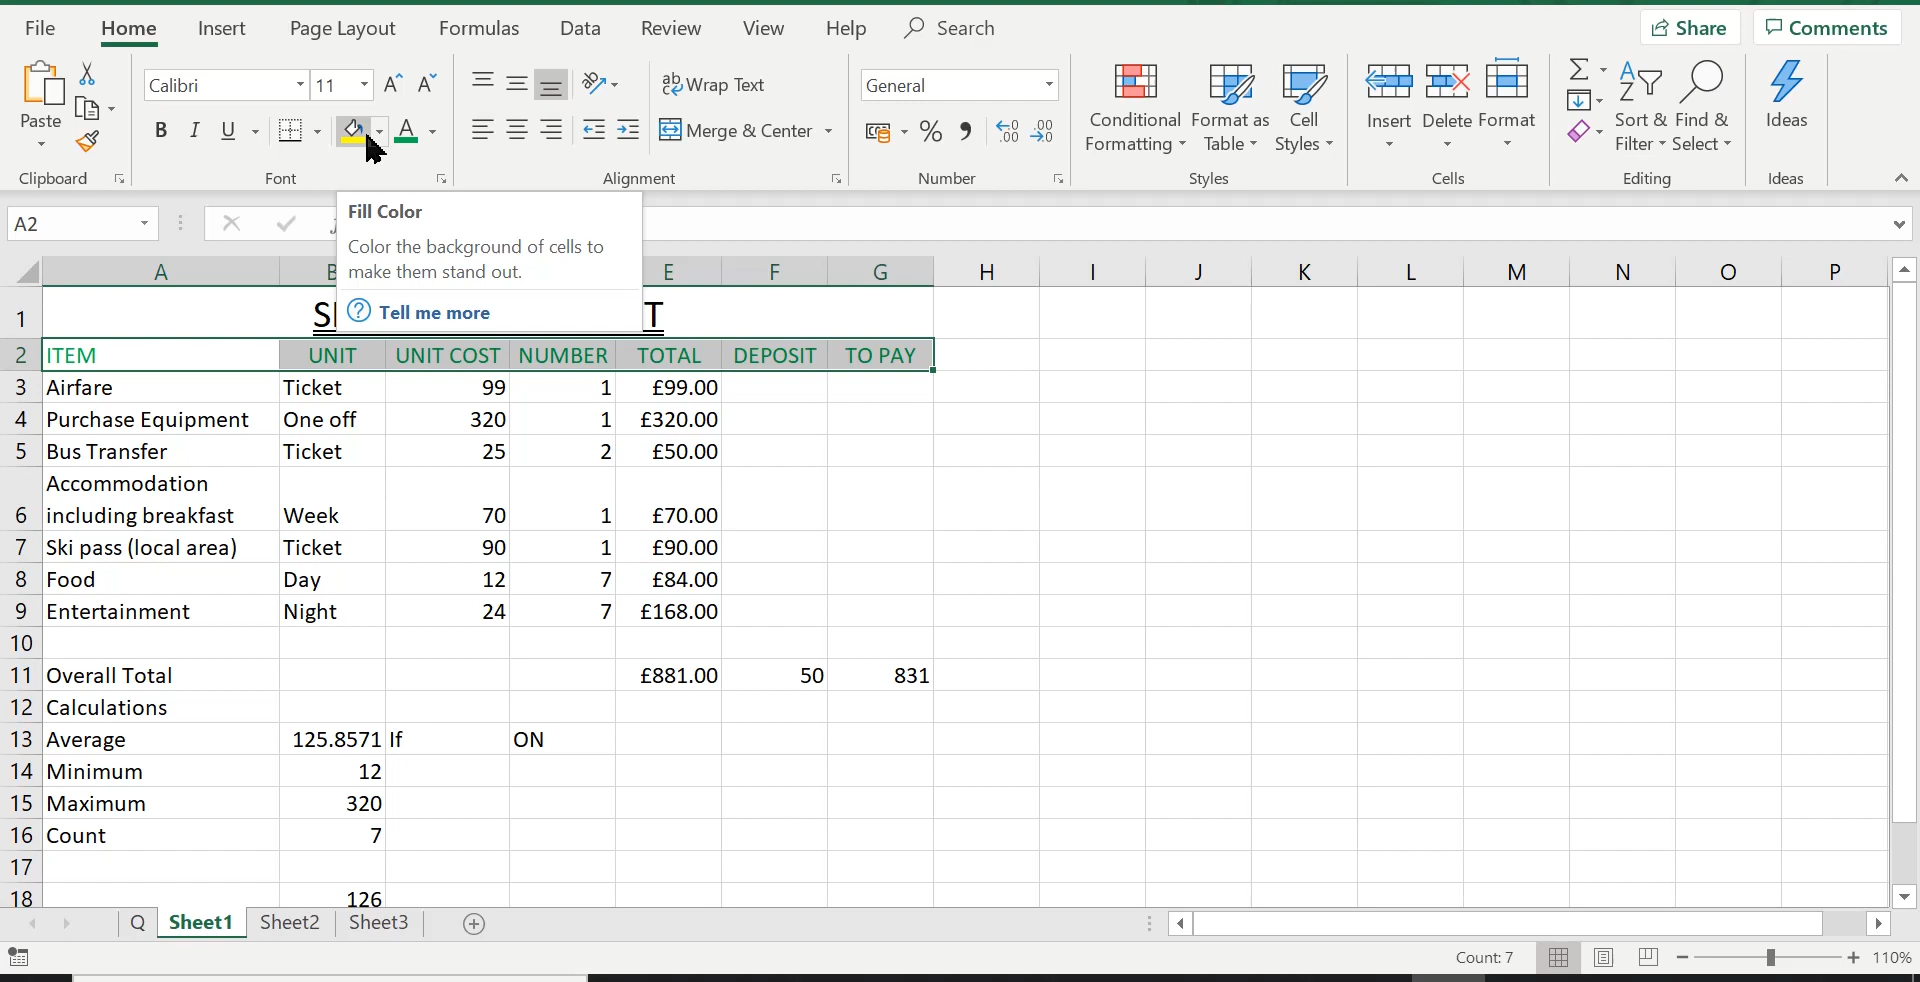 File Home Insert Page Layout Formulas Data Review View Help Search Share Comments
Calibri 11 A A ab Wrap Text General
Paste B I U A Merge & Center % Conditional Formatting Format as Table Cell Styles Insert Delete Format Sort & Filter Find & Select Ideas
Clipboard Font Alignment Number Styles Cells Editing Ideas
A2
Fill Color
Color the background of cells to
make them stand out.
Tell me more
A E F G H I J K L M N O P
1 T
2 ITEM UNIT UNIT COST NUMBER TOTAL DEPOSIT TO PAY
3 Airfare Ticket 99 1 £99.00
4 Purchase Equipment One off 320 1 £320.00
5 Bus Transfer Ticket 25 2 £50.00
Accommodation
6 including breakfast Week 70 1 £70.00
7 Ski pass (local area) Ticket 90 1 £90.00
8 Food Day 12 7 £84.00
9 Entertainment Night 24 7 £168.00
10
11 Overall Total £881.00 50 831
12 Calculations
13 Average 125.8571 If ON
14 Minimum 12
15 Maximum 320
16 Count 7
17
18 126
Q Sheet1 Sheet2 Sheet3
Count: 7 110%